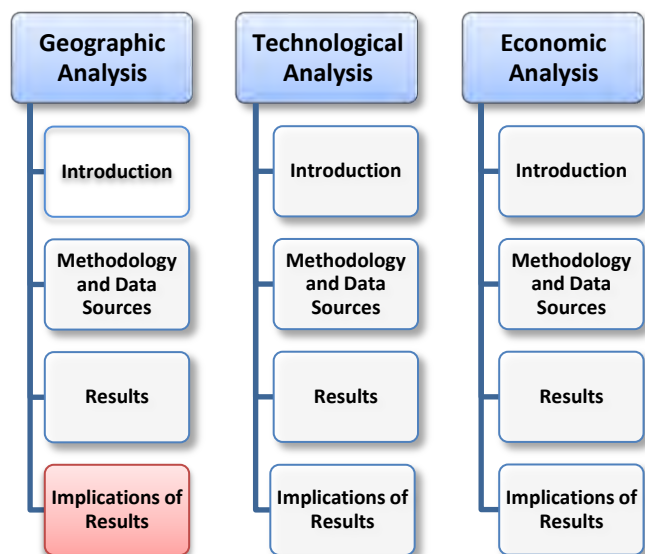 Geographic
Analysis
Introduction
Methodology
and Data
Sources
Results
Implications of
Results
Technological
Analysis
Introduction
Methodology
and Data
Sources
Results
Implications of
Results
Economic
Analysis
Introduction
Methodology
and Data
Sources
Results
Implications of
Results